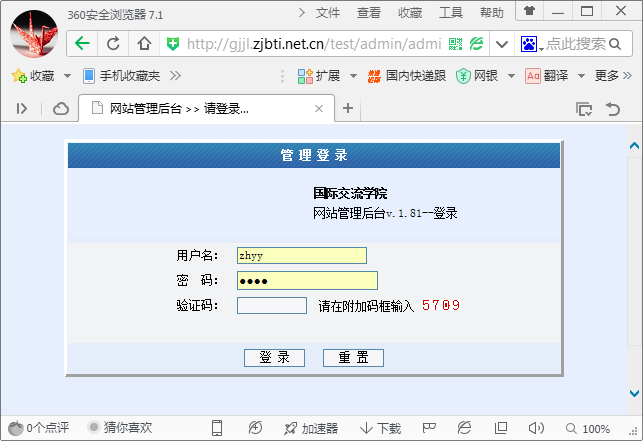 360安全浏览器 7.1
文件 查看 收藏 工具 帮助
http://gjjl.zjbti.net.cn/test/admin/admi
点此搜索
收藏 手机收藏夹 扩展 国内快递跟 网银 Aa 翻译 更多
网站管理后台 >> 请登录...
管 理 登 录
国际交流学院
网站管理后台v.1.81--登录
用户名: zhyy
密 码: ●●●●
验证码: 请在附加码框输入 5709
登 录 重 置
0个点评 猜你喜欢 加速器 下载 100%